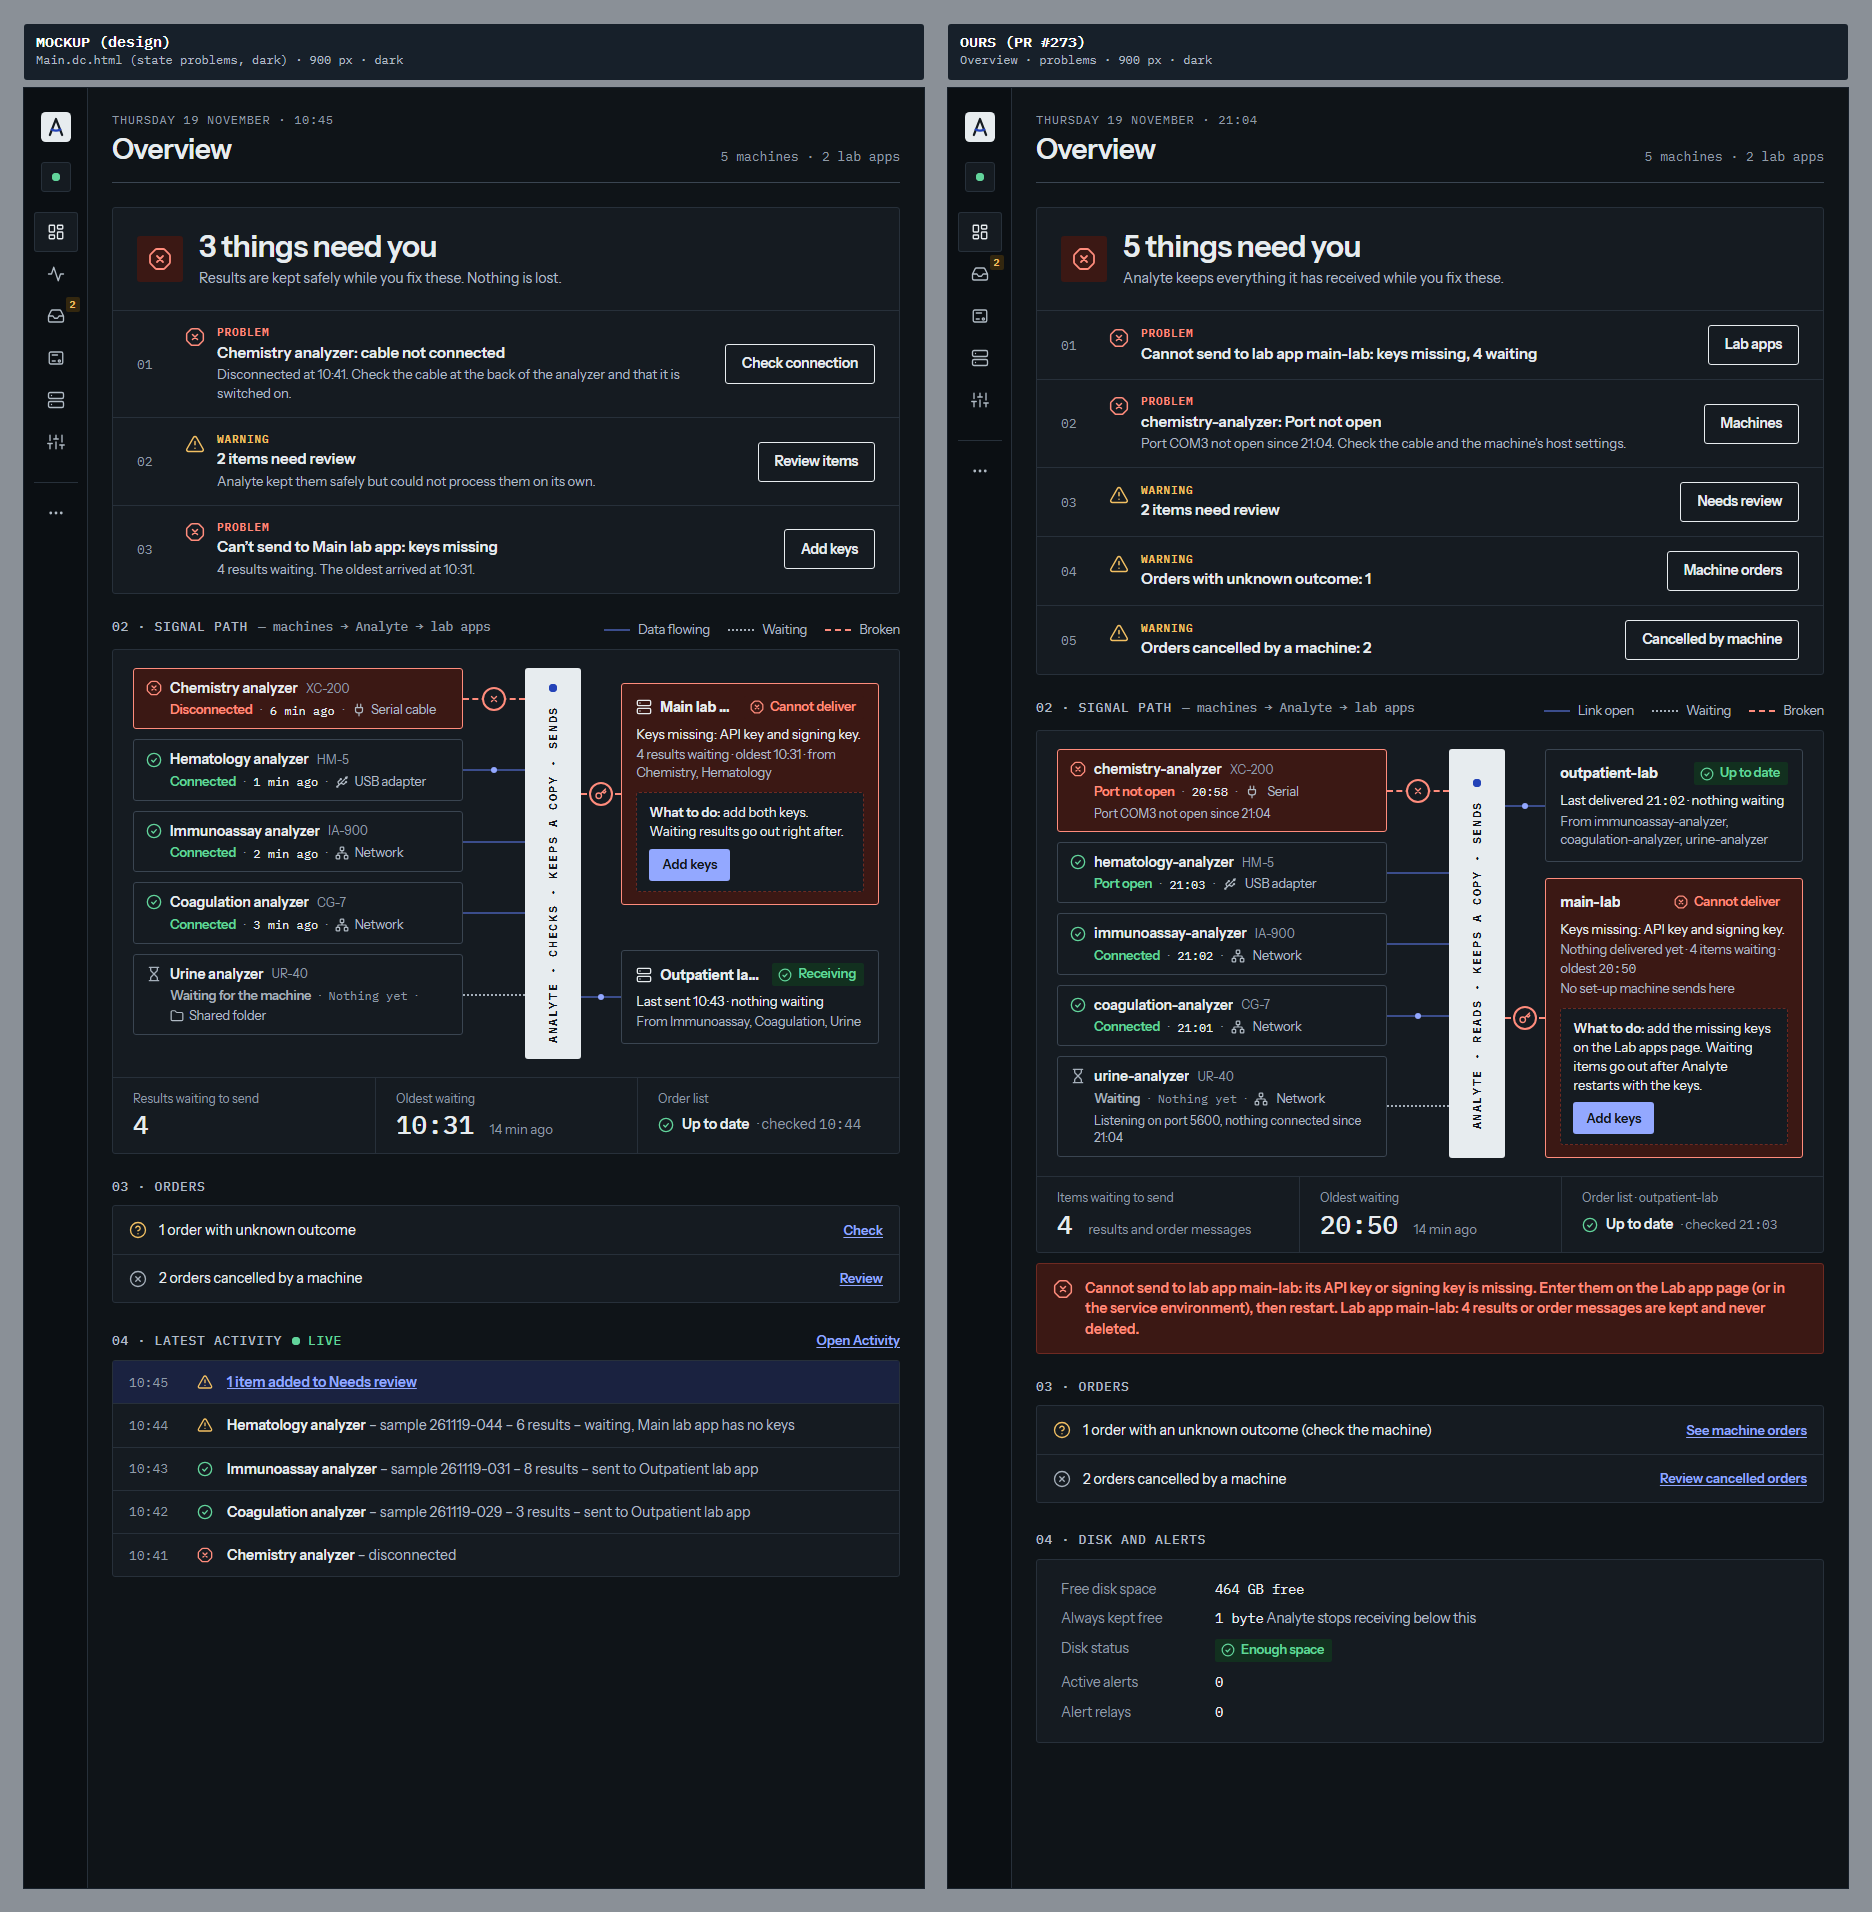 MOCKUP (design)
Main.dc.html (state problems, dark) · 900 px · dark
A
THURSDAY 19 NOVEMBER · 10:45
Overview
5 machines · 2 lab apps
2
3 things need you
Results are kept safely while you fix these. Nothing is lost.
01
PROBLEM
Chemistry analyzer: cable not connected
Disconnected at 10:41. Check the cable at the back of the analyzer and that it is
switched on.
Check connection
02
WARNING
2 items need review
Analyte kept them safely but could not process them on its own.
Review items
03
PROBLEM
Can't send to Main lab app: keys missing
4 results waiting. The oldest arrived at 10:31.
Add keys
02 · SIGNAL PATH — machines → Analyte → lab apps
Data flowing
Waiting
Broken
Chemistry analyzer XC-200
Disconnected · 6 min ago · Serial cable
Hematology analyzer HM-5
Connected · 1 min ago · USB adapter
Immunoassay analyzer IA-900
Connected · 2 min ago · Network
Coagulation analyzer CG-7
Connected · 3 min ago · Network
Urine analyzer UR-40
Waiting for the machine · Nothing yet ·
Shared folder
ANALYTE · CHECKS · KEEPS A COPY · SENDS
Main lab ... Cannot deliver
Keys missing: API key and signing key.
4 results waiting · oldest 10:31 · from
Chemistry, Hematology
What to do: add both keys.
Waiting results go out right after.
Add keys
Outpatient la... Receiving
Last sent 10:43 · nothing waiting
From Immunoassay, Coagulation, Urine
Results waiting to send
4
Oldest waiting
10:31 14 min ago
Order list
Up to date · checked 10:44
03 · ORDERS
1 order with unknown outcome
Check
2 orders cancelled by a machine
Review
04 · LATEST ACTIVITY LIVE
Open Activity
10:45 1 item added to Needs review
10:44 Hematology analyzer – sample 261119-044 – 6 results – waiting, Main lab app has no keys
10:43 Immunoassay analyzer – sample 261119-031 – 8 results – sent to Outpatient lab app
10:42 Coagulation analyzer – sample 261119-029 – 3 results – sent to Outpatient lab app
10:41 Chemistry analyzer – disconnected
OURS (PR #273)
Overview · problems · 900 px · dark
A
THURSDAY 19 NOVEMBER · 21:04
Overview
5 machines · 2 lab apps
2
5 things need you
Analyte keeps everything it has received while you fix these.
01
PROBLEM
Cannot send to lab app main-lab: keys missing, 4 waiting
Lab apps
02
PROBLEM
chemistry-analyzer: Port not open
Port COM3 not open since 21:04. Check the cable and the machine's host settings.
Machines
03
WARNING
2 items need review
Needs review
04
WARNING
Orders with unknown outcome: 1
Machine orders
05
WARNING
Orders cancelled by a machine: 2
Cancelled by machine
02 · SIGNAL PATH — machines → Analyte → lab apps
Link open
Waiting
Broken
chemistry-analyzer XC-200
Port not open · 20:58 · Serial
Port COM3 not open since 21:04
hematology-analyzer HM-5
Port open · 21:03 · USB adapter
immunoassay-analyzer IA-900
Connected · 21:02 · Network
coagulation-analyzer CG-7
Connected · 21:01 · Network
urine-analyzer UR-40
Waiting · Nothing yet · Network
Listening on port 5600, nothing connected since
21:04
ANALYTE · READS · KEEPS A COPY · SENDS
outpatient-lab Up to date
Last delivered 21:02 · nothing waiting
From immunoassay-analyzer,
coagulation-analyzer, urine-analyzer
main-lab Cannot deliver
Keys missing: API key and signing key.
Nothing delivered yet · 4 items waiting ·
oldest 20:50
No set-up machine sends here
What to do: add the missing keys
on the Lab apps page. Waiting
items go out after Analyte
restarts with the keys.
Add keys
Items waiting to send
4 results and order messages
Oldest waiting
20:50 14 min ago
Order list · outpatient-lab
Up to date · checked 21:03
Cannot send to lab app main-lab: its API key or signing key is missing. Enter them on the Lab app page (or in
the service environment), then restart. Lab app main-lab: 4 results or order messages are kept and never
deleted.
03 · ORDERS
1 order with an unknown outcome (check the machine)
See machine orders
2 orders cancelled by a machine
Review cancelled orders
04 · DISK AND ALERTS
Free disk space 464 GB free
Always kept free 1 byte Analyte stops receiving below this
Disk status Enough space
Active alerts 0
Alert relays 0